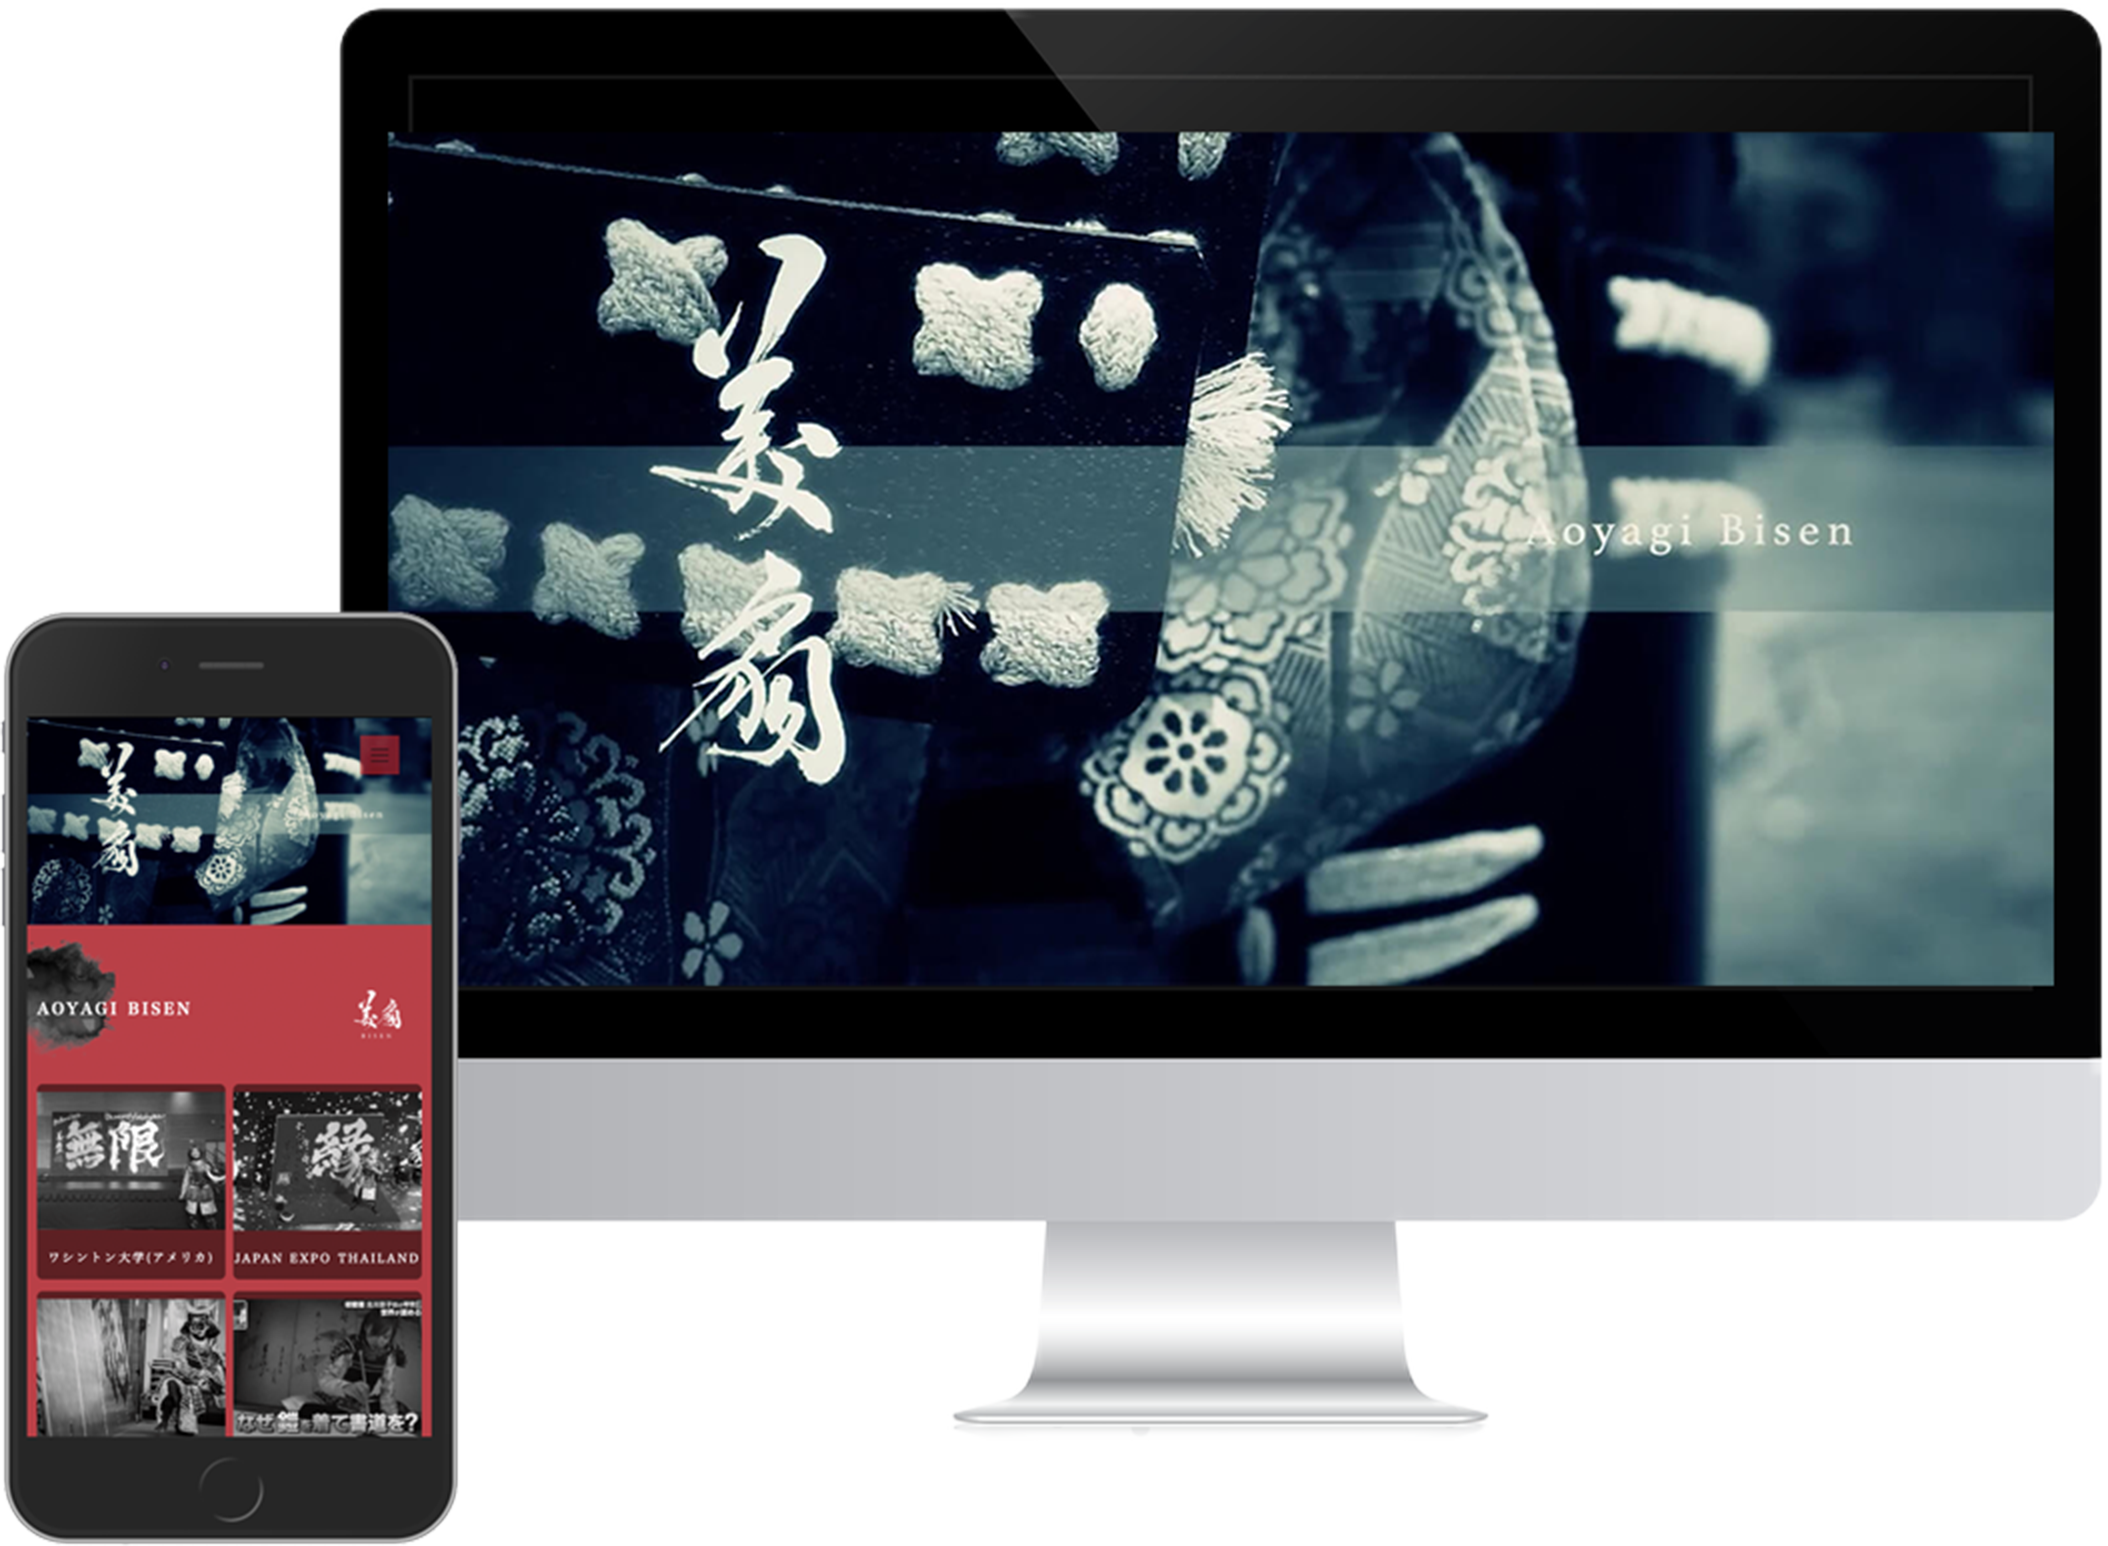 美扇
Aoyagi Bisen
美扇
Aoyagi Bisen
AOYAGI BISEN
美扇
BISEN
無限
縁
ワシントン大学(アメリカ)
JAPAN EXPO THAILAND
なぜ鎧を着て書道を?